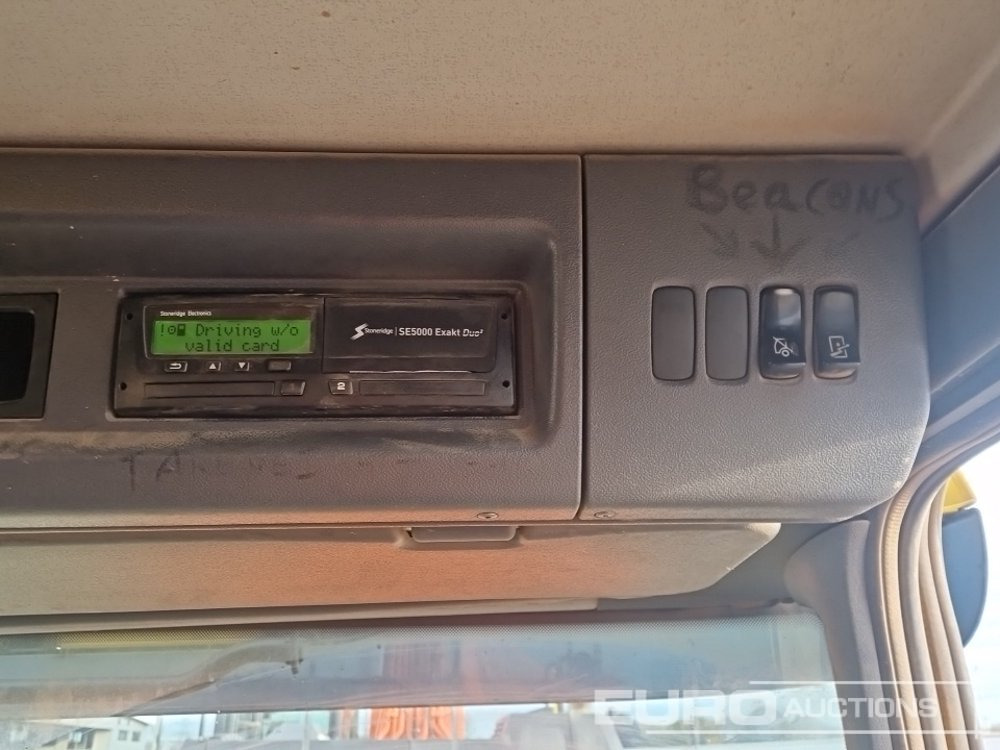 Beacons
Stoneridge Electronics
! Driving w/o
valid card
Stoneridge | SE5000 Exakt Duo²
2
EURO AUCTIONS